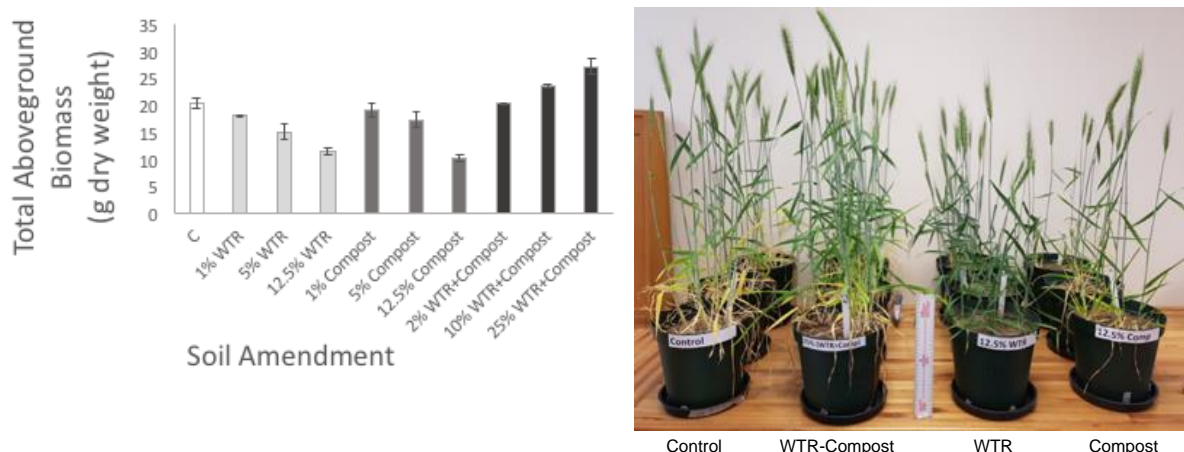 Total Aboveground
Biomass
(g dry weight)
35
30
25
20
15
10
5
0
C
1% WTR
5% WTR
12.5% WTR
1% Compost
5% Compost
12.5% Compost
2% WTR+Compost
10% WTR+Compost
25% WTR+Compost
Soil Amendment
Control
12.5% WTR
12.5% Comp
Control
WTR-Compost
WTR
Compost